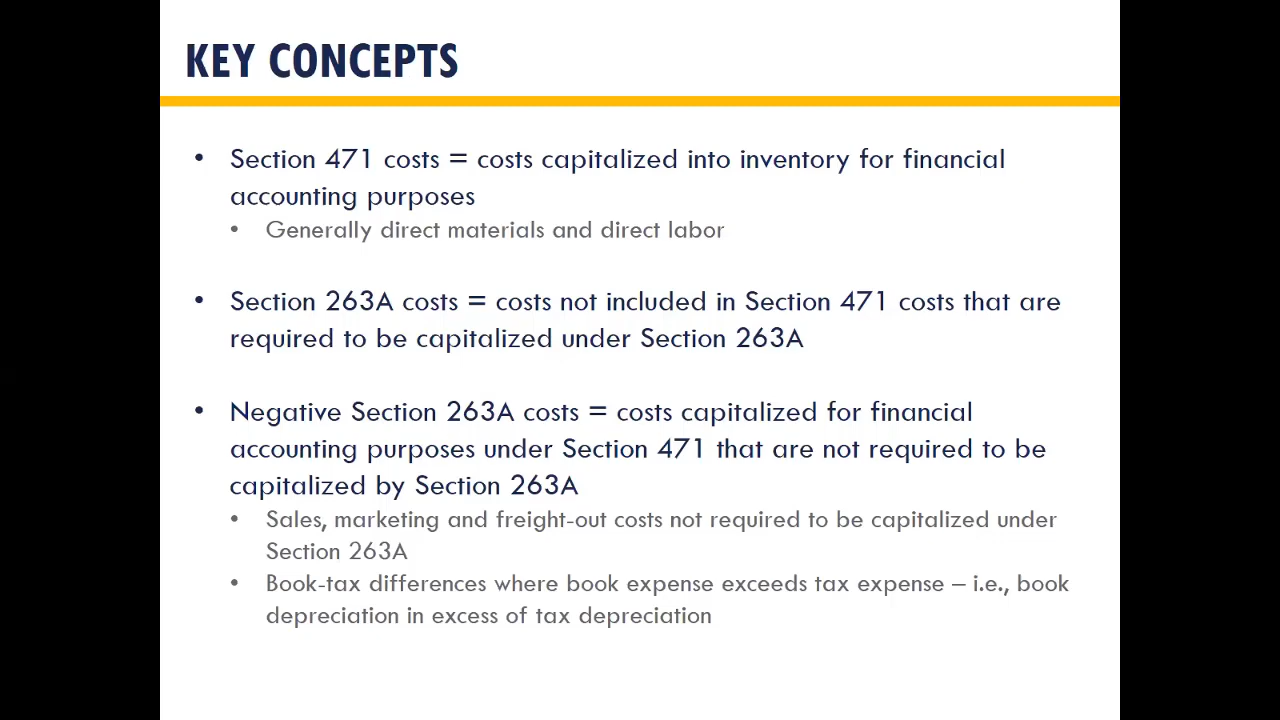 KEY CONCEPTS
• Section 471 costs = costs capitalized into inventory for financial
accounting purposes
• Generally direct materials and direct labor
• Section 263A costs = costs not included in Section 471 costs that are
required to be capitalized under Section 263A
• Negative Section 263A costs = costs capitalized for financial
accounting purposes under Section 471 that are not required to be
capitalized by Section 263A
• Sales, marketing and freight-out costs not required to be capitalized under
Section 263A
• Book-tax differences where book expense exceeds tax expense – i.e., book
depreciation in excess of tax depreciation